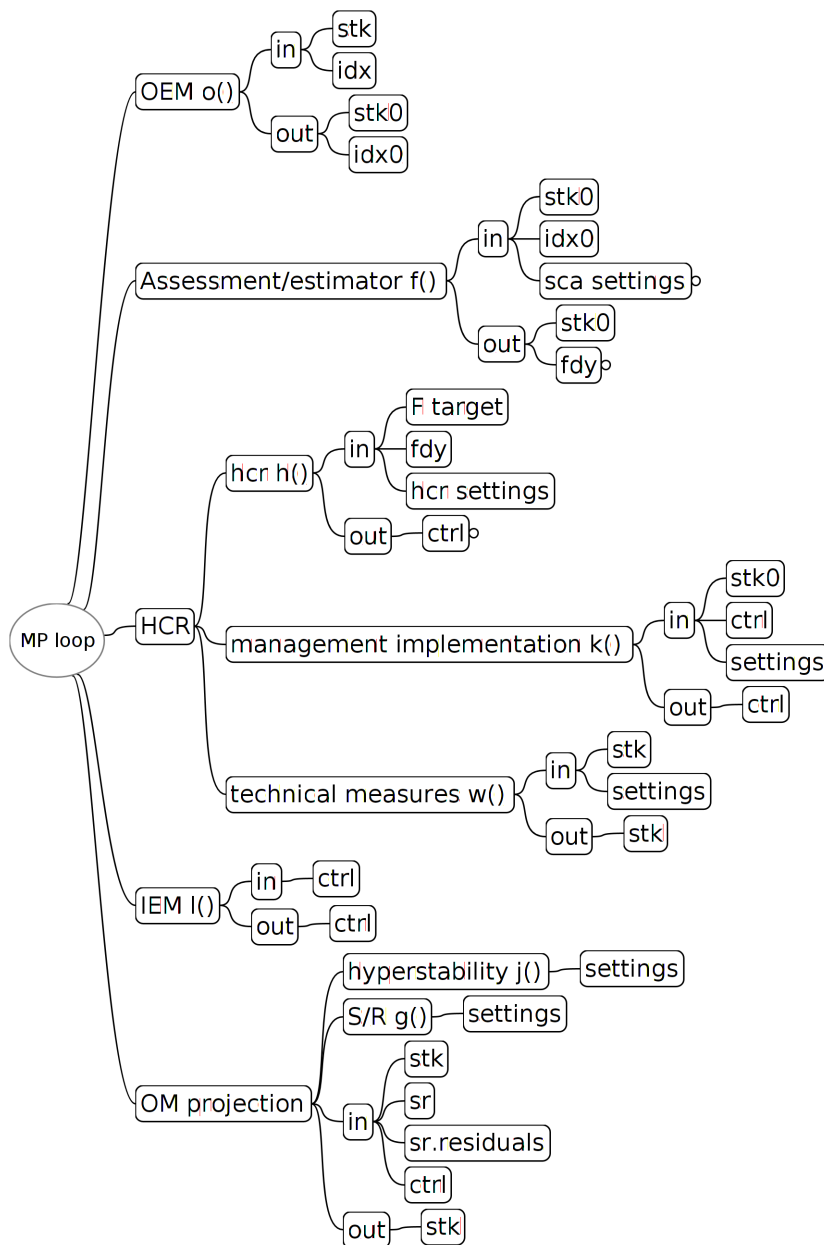 stk
in
idx
OEM o()
stk0
out
idx0
stk0
in
idx0
sca settings
Assessment/estimator f()
stk0
out
fdy
F target
in
fdy
hcr settings
hcr h()
out
ctrl
MP loop
HCR
stk0
in
ctrl
settings
management implementation k()
out
ctrl
stk
in
settings
technical measures w()
out
stk
in
ctrl
IEM l()
out
ctrl
hyperstability j()
settings
S/R g()
settings
OM projection
stk
sr
in
sr.residuals
ctrl
out
stk